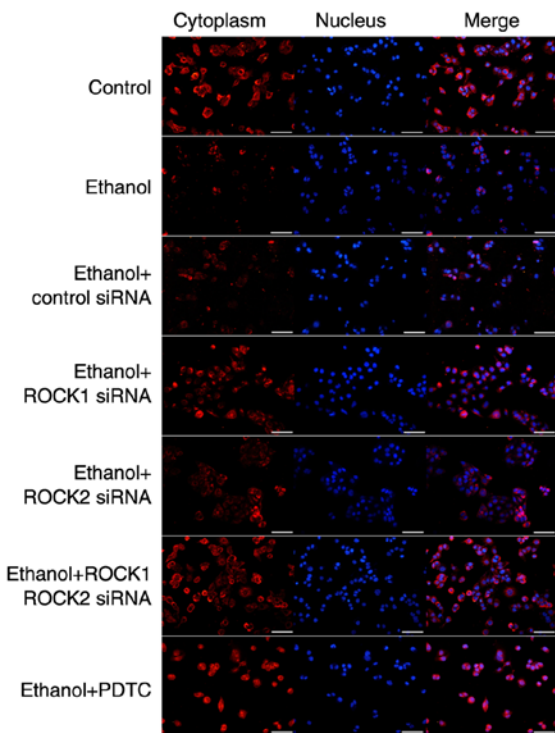 Cytoplasm Nucleus Merge
Control
Ethanol
Ethanol+
control siRNA
Ethanol+
ROCK1 siRNA
Ethanol+
ROCK2 siRNA
Ethanol+ROCK1
ROCK2 siRNA
Ethanol+PDTC